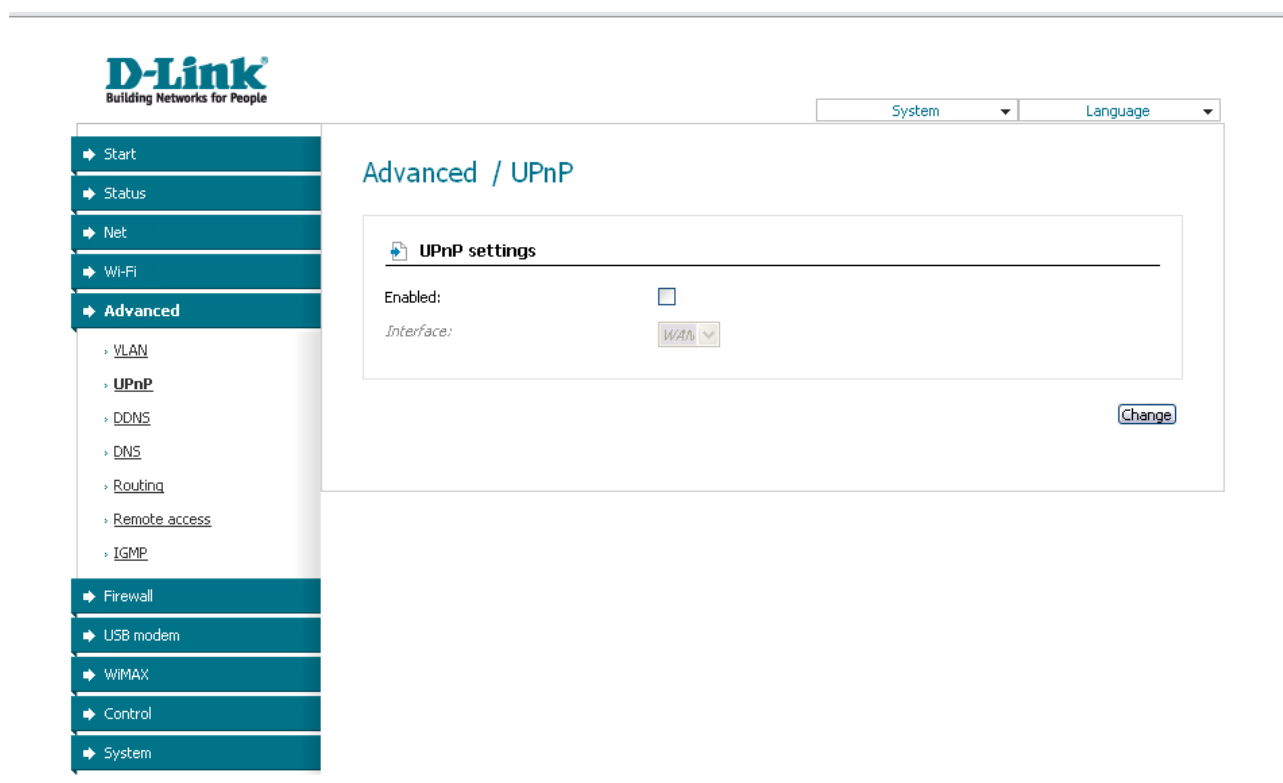 D-Link®
Building Networks for People
System Language
Start
Status
Net
Wi-Fi
Advanced
VLAN
UPnP
DDNS
DNS
Routing
Remote access
IGMP
Firewall
USB modem
WiMAX
Control
System
Advanced / UPnP
UPnP settings
Enabled:
Interface: WAN
Change